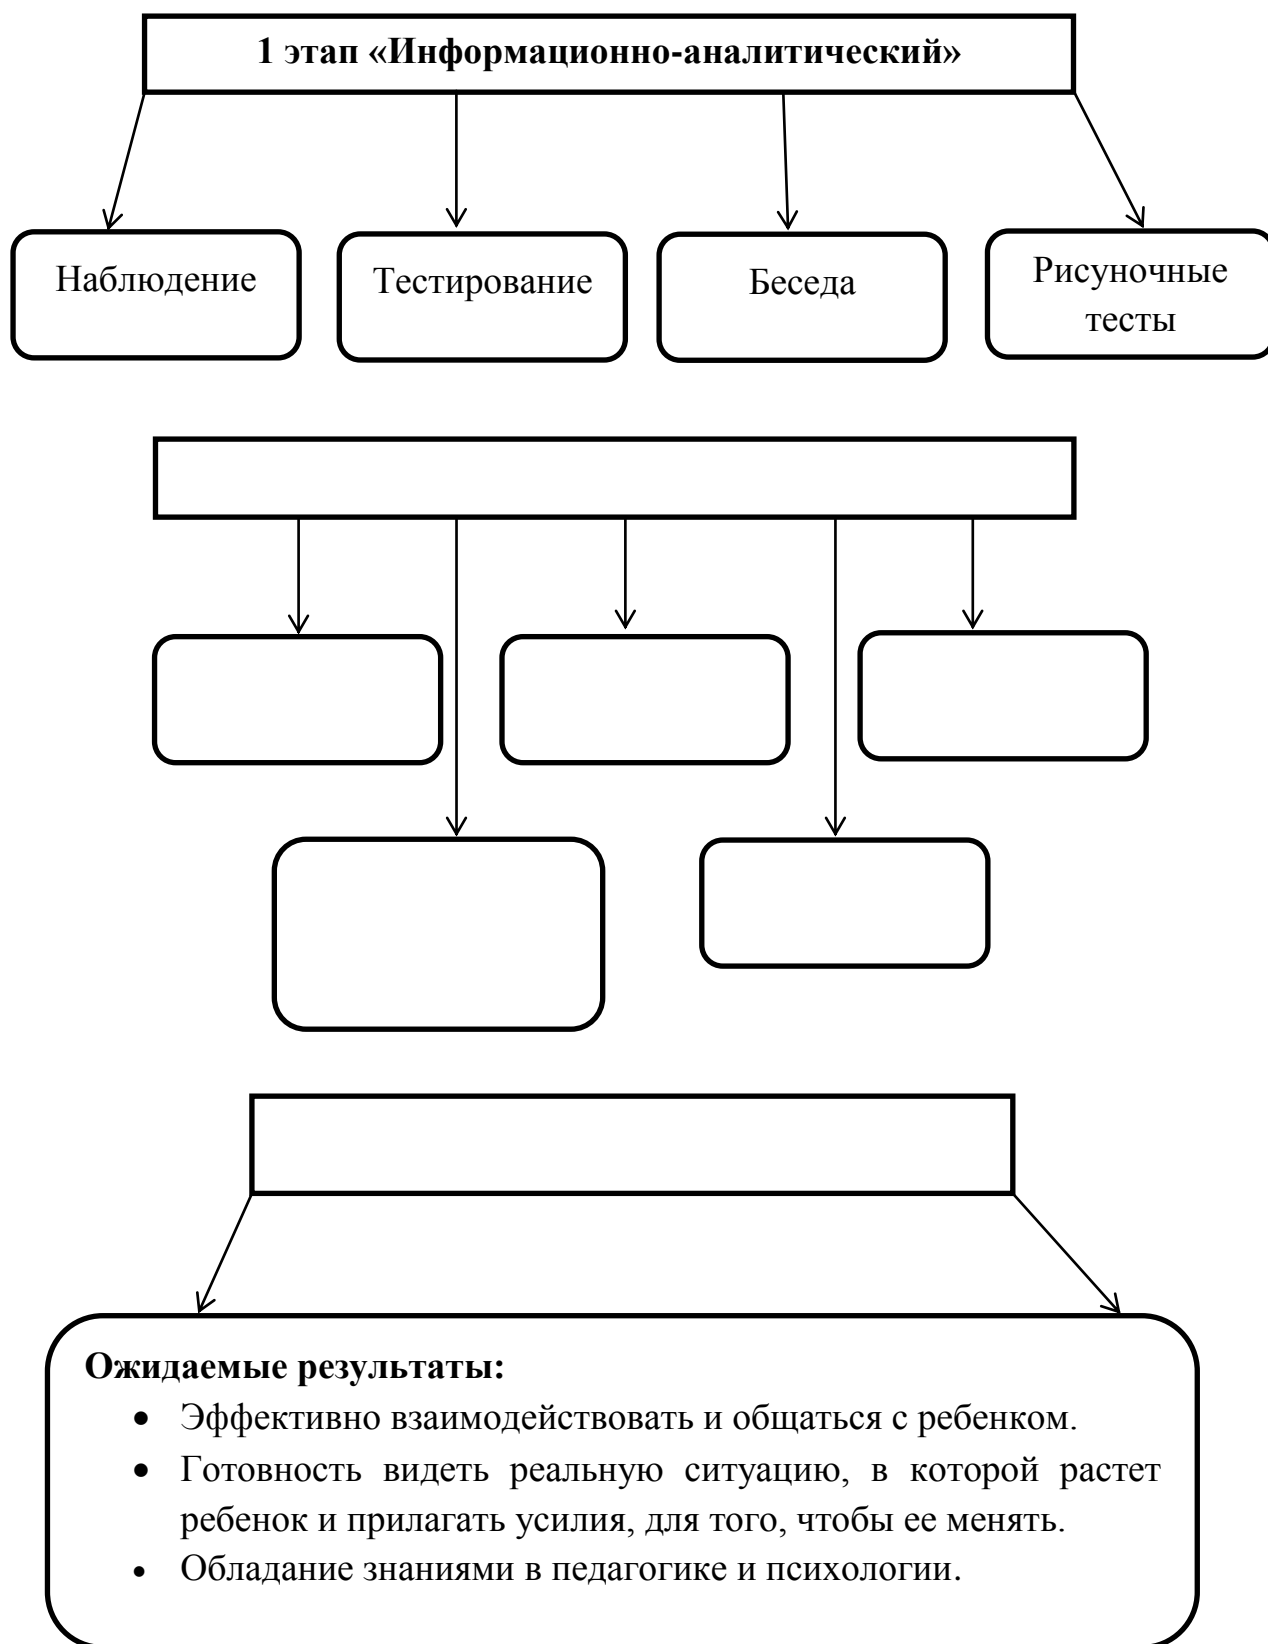 1 этап «Информационно-аналитический»
Наблюдение
Тестирование
Беседа
Рисуночные
тесты
Ожидаемые результаты:
• Эффективно взаимодействовать и общаться с ребенком.
• Готовность видеть реальную ситуацию, в которой растет
ребенок и прилагать усилия, для того, чтобы ее менять.
• Обладание знаниями в педагогике и психологии.